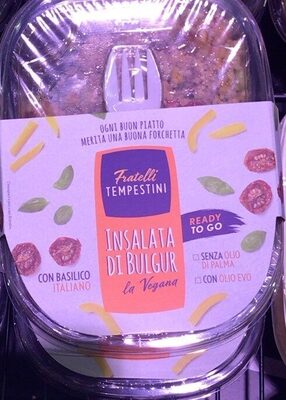 OGNI BUON PIATTO
MERITA UNA BUONA FORCHETTA
Fratelli
TEMPESTINI
READY
TO GO
INSALATA
DI BULGUR
la Vegana
SENZA OLIO
DI PALMA
CON OLIO EVO
CON BASILICO
ITALIANO